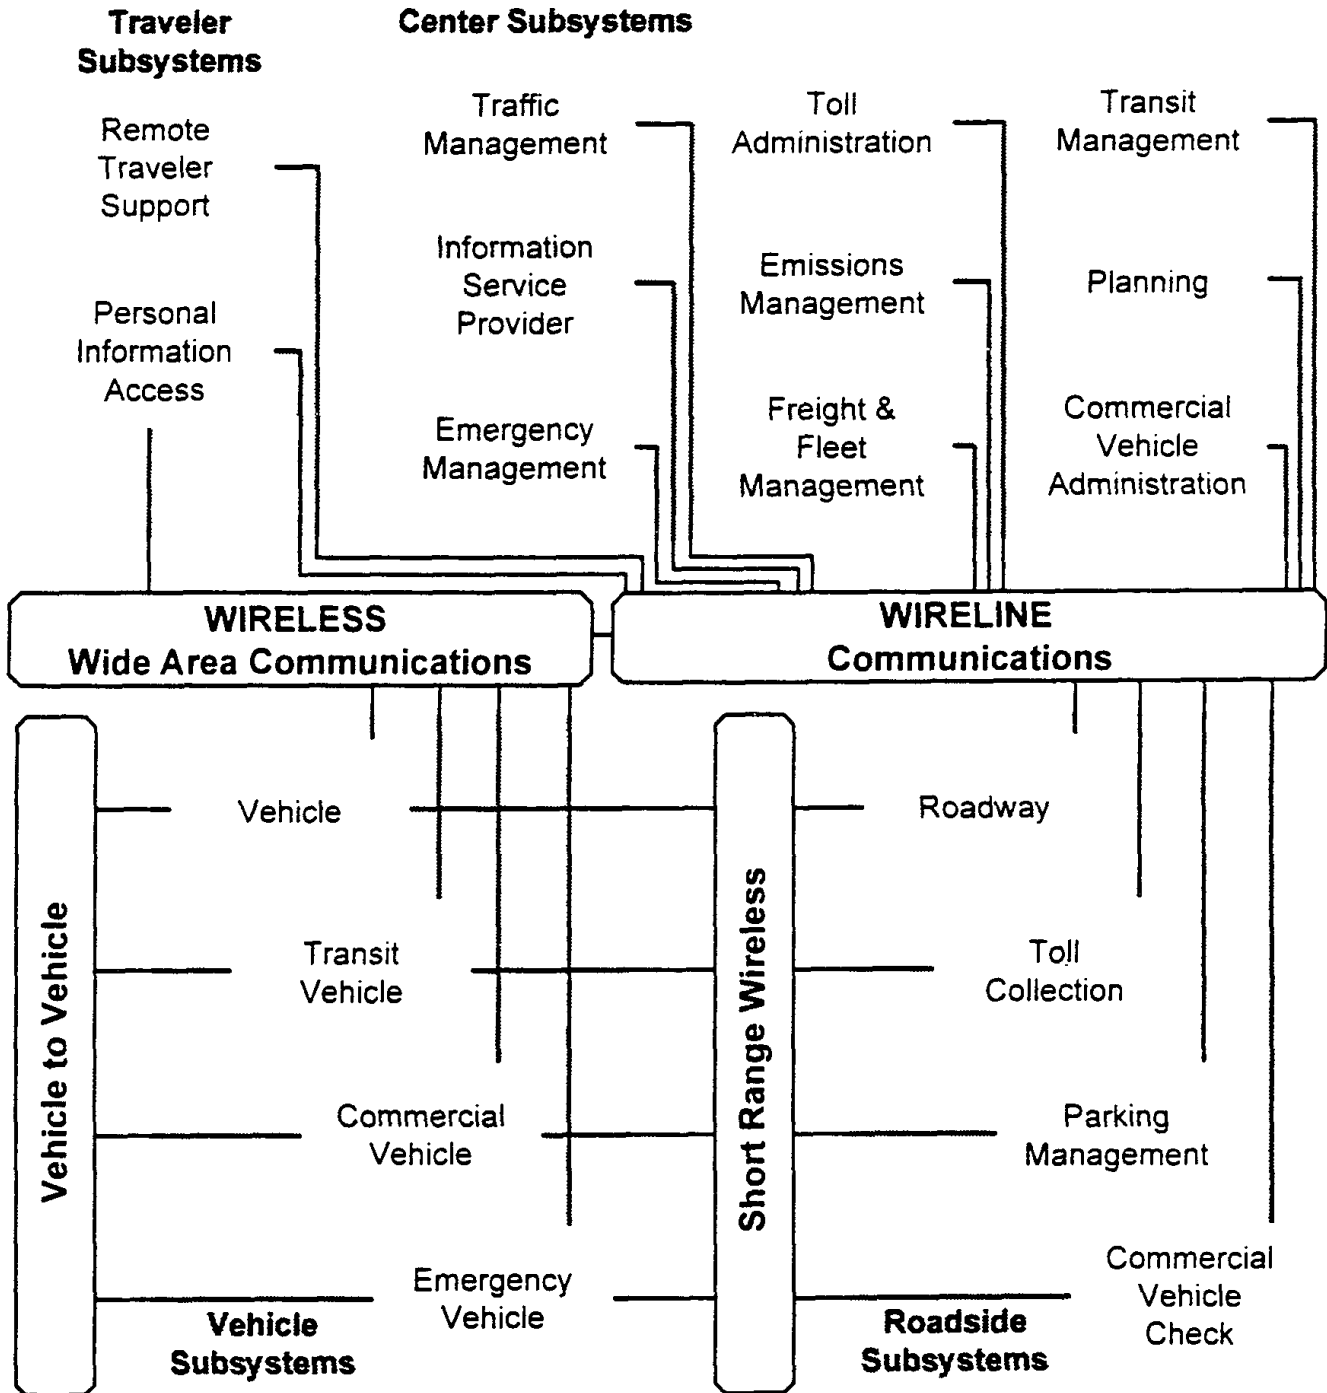 Traveler
Subsystems
Center Subsystems
Remote
Traveler
Support
Traffic
Management
Toll
Administration
Transit
Management
Personal
Information
Access
Information
Service
Provider
Emissions
Management
Planning
Emergency
Management
Freight &
Fleet
Management
Commercial
Vehicle
Administration
WIRELESS
Wide Area Communications
WIRELINE
Communications
Vehicle to Vehicle
Vehicle
Transit
Vehicle
Commercial
Vehicle
Emergency
Vehicle
Vehicle
Subsystems
Short Range Wireless
Roadway
Toll
Collection
Parking
Management
Commercial
Vehicle
Check
Roadside
Subsystems